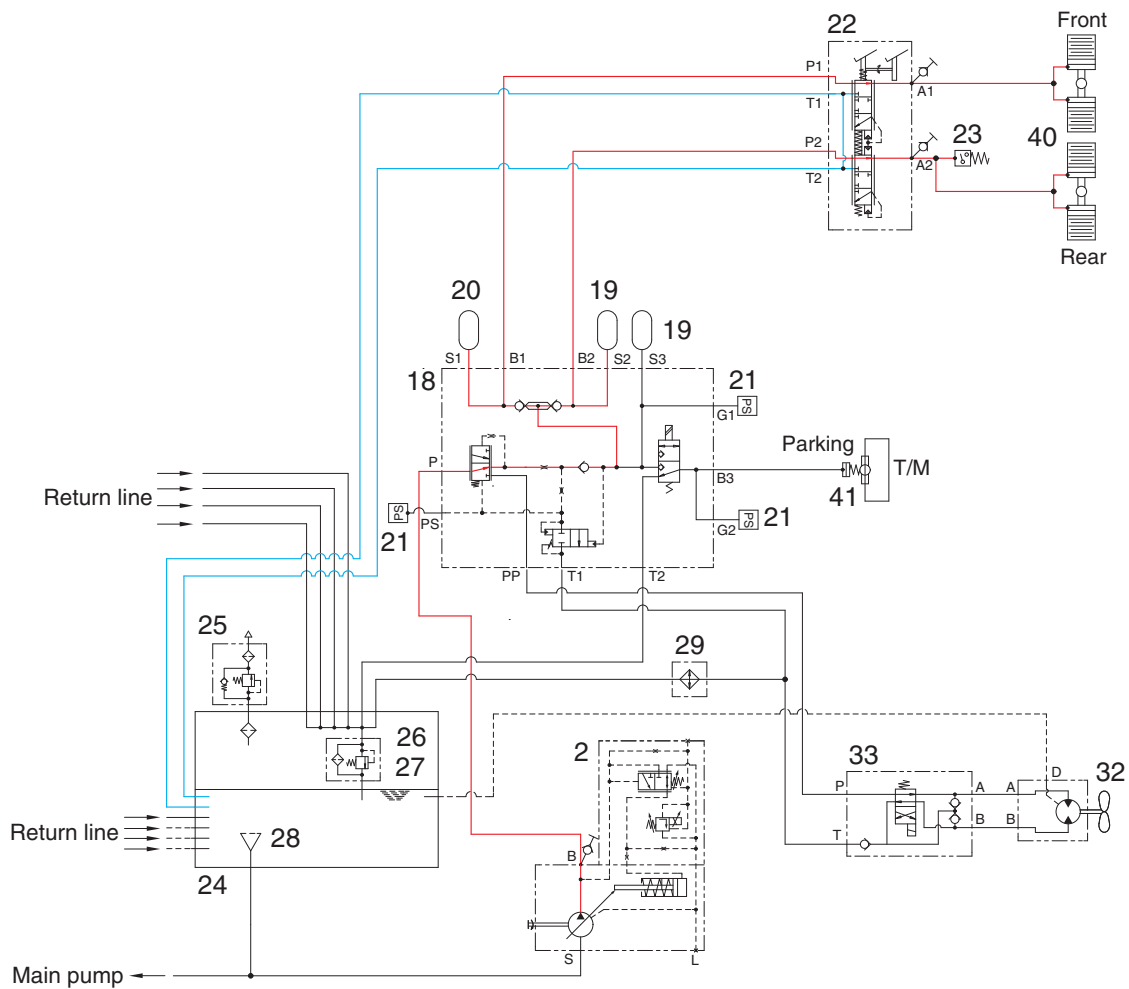 22
Front
P1
A1
T1
P2
23
40
A2
T2
Rear
20
19
19
S1
B1
B2
S2
S3
18
21
PS
G1
Parking
P
T/M
B3
41
Return line
PS
PS
21
PS
21
G2
PP
T1
T2
25
29
26
27
2
33
D
32
P
A
A
B
B
T
Return line
28
B
24
S
L
Main pump